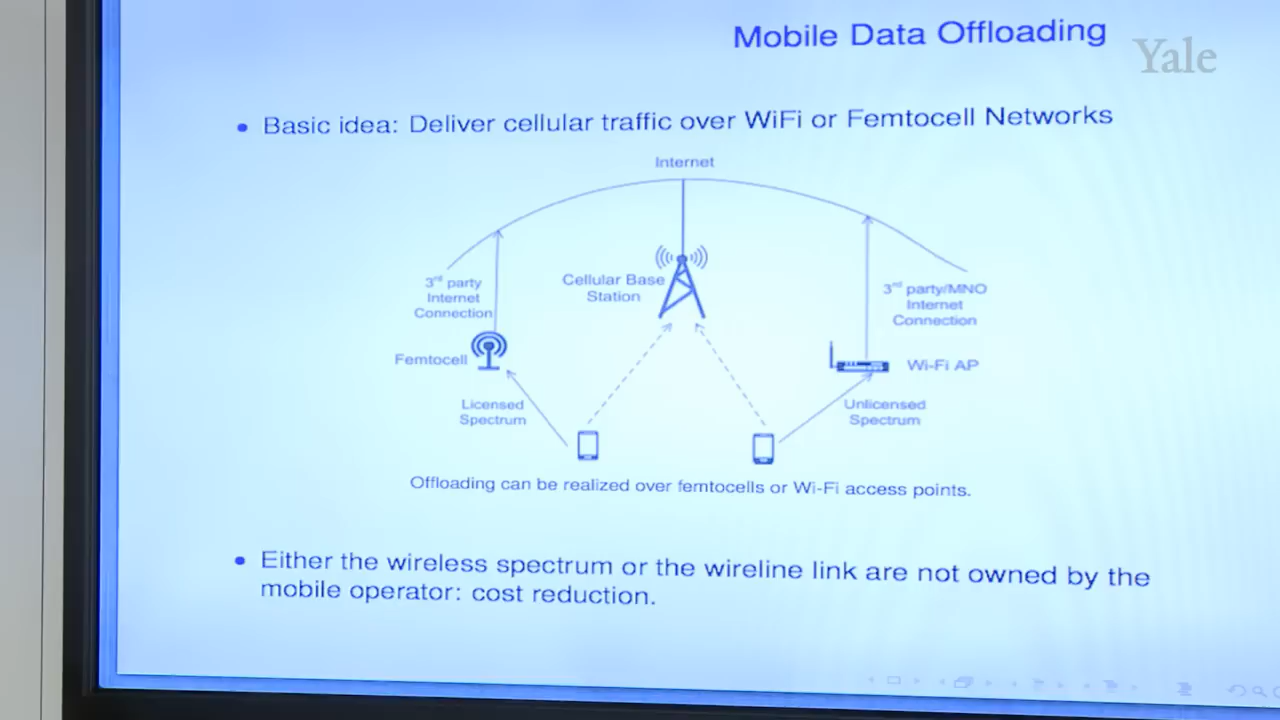 Mobile Data Offloading
Yale
• Basic idea: Deliver cellular traffic over WiFi or Femtocell Networks
Internet
3rd party
Internet
Connection
Cellular Base
Station
3rd party/MNO
Internet
Connection
Femtocell
Wi-Fi AP
Licensed
Spectrum
Unlicensed
Spectrum
Offloading can be realized over femtocells or Wi-Fi access points.
• Either the wireless spectrum or the wireline link are not owned by the
mobile operator: cost reduction.